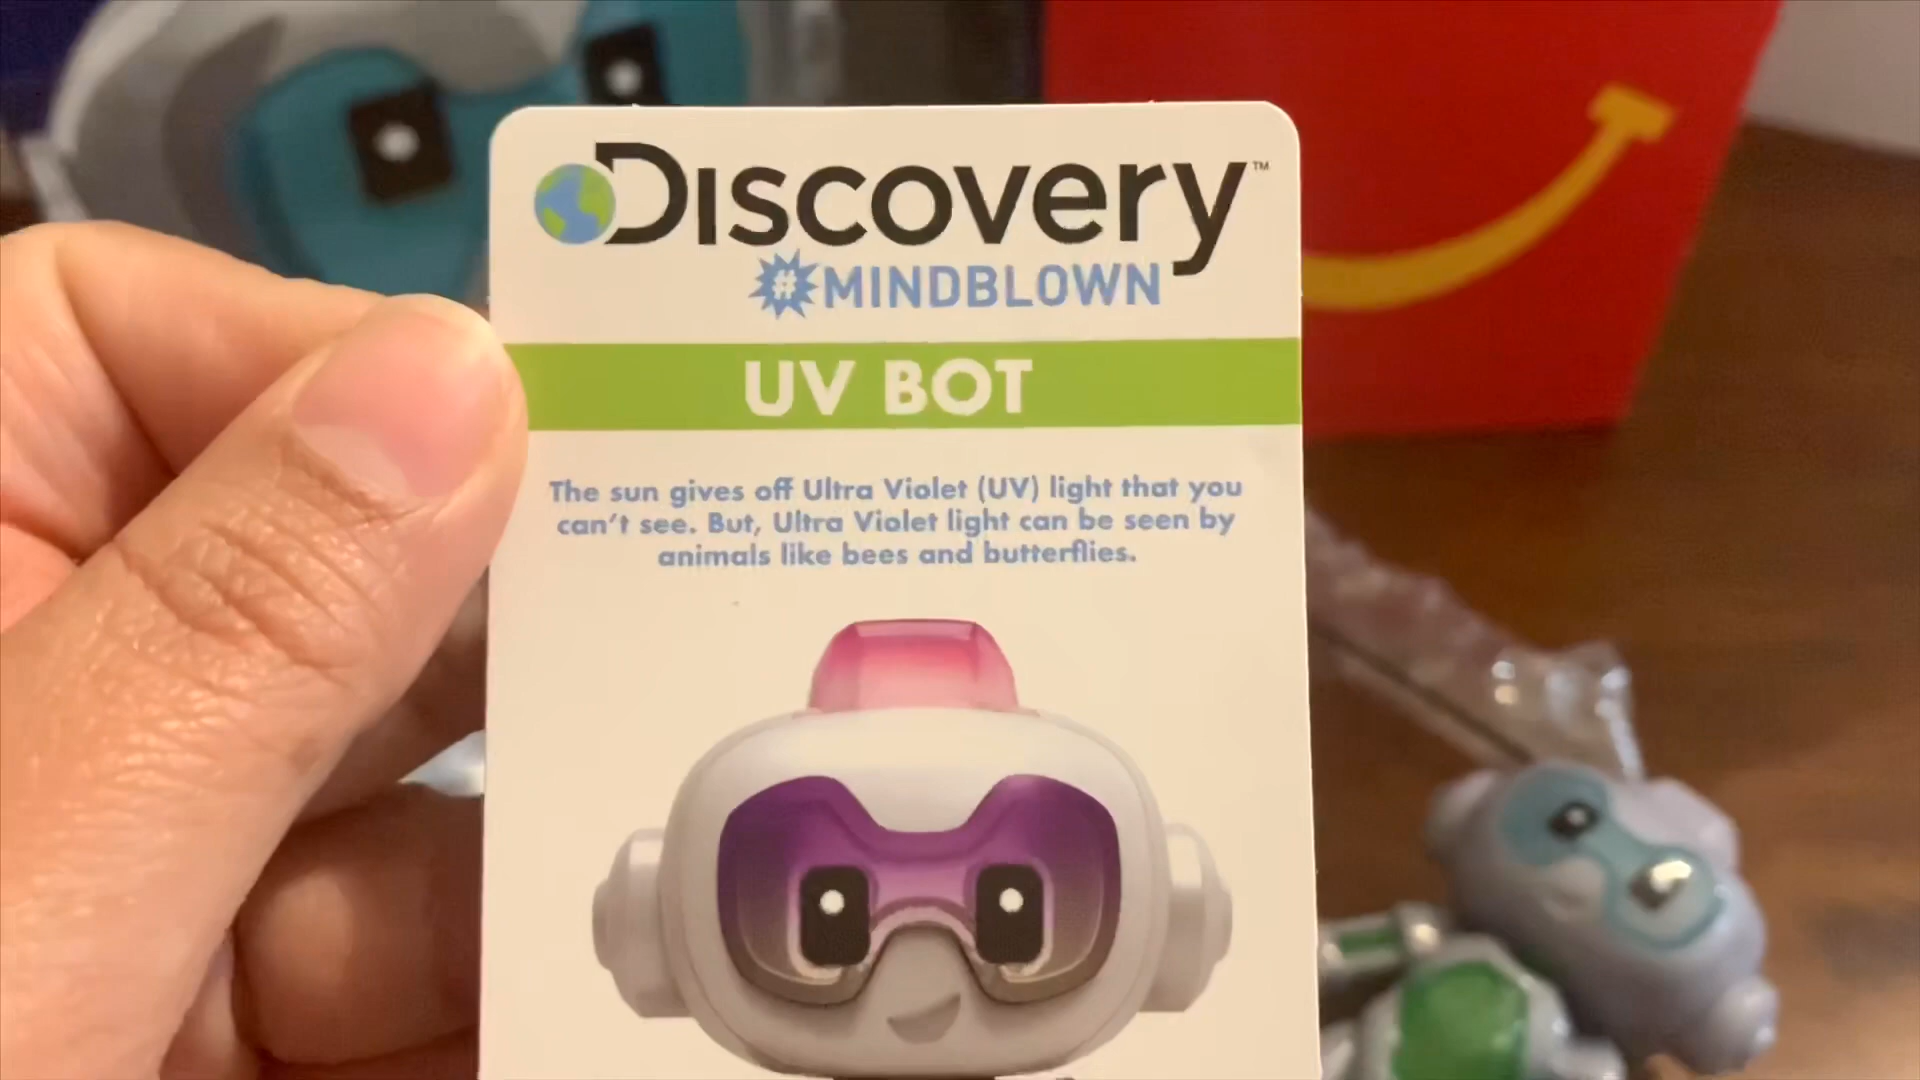 Discovery™
#MINDBLOWN
UV BOT
The sun gives off Ultra Violet (UV) light that you
can't see. But, Ultra Violet light can be seen by
animals like bees and butterflies.